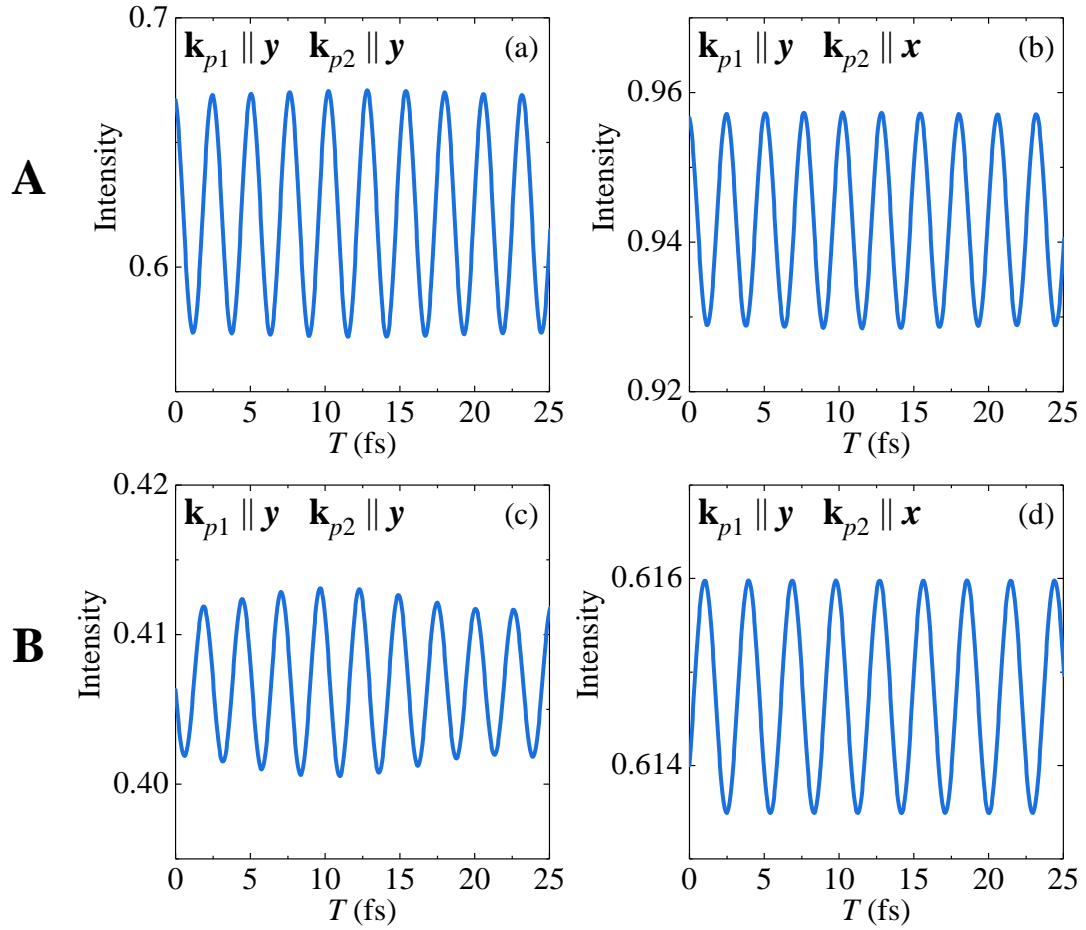 A
0.7
0.6
Intensity
k_p1 || y k_p2 || y (a)
0 5 10 15 20 25
T (fs)
0.96
0.94
0.92
Intensity
k_p1 || y k_p2 || x (b)
0 5 10 15 20 25
T (fs)
B
0.42
0.41
0.40
Intensity
k_p1 || y k_p2 || y (c)
0 5 10 15 20 25
T (fs)
0.616
0.614
Intensity
k_p1 || y k_p2 || x (d)
0 5 10 15 20 25
T (fs)